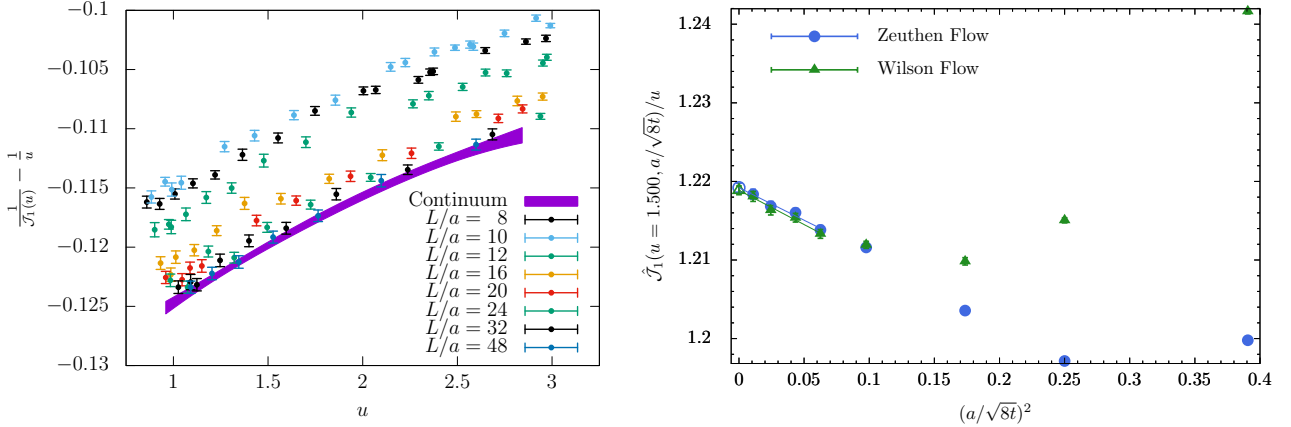 −0.1
−0.105
−0.11
−0.115
−0.12
−0.125
−0.13
1/𝒥₁(u) − 1/u
1 1.5 2 2.5 3
u
Continuum
L/a = 8
L/a = 10
L/a = 12
L/a = 16
L/a = 20
L/a = 24
L/a = 32
L/a = 48
1.24
1.23
1.22
1.21
1.2
𝒥̂₁(u = 1.500, a/√8t)/u
Zeuthen Flow
Wilson Flow
0 0.05 0.1 0.15 0.2 0.25 0.3 0.35 0.4
(a/√8t)²